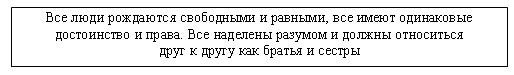 Все люди рождаются свободными и равными, все имеют одинаковые
достоинство и права. Все наделены разумом и должны относиться
друг к другу как братья и сестры